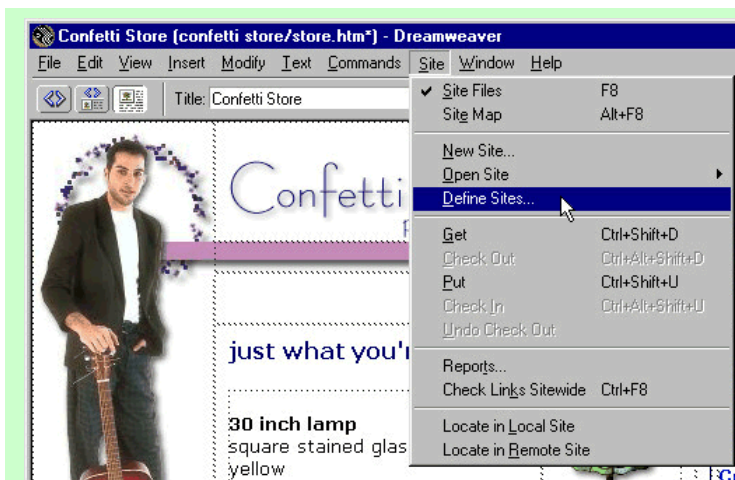 Confetti Store (confetti store/store.htm*) - Dreamweaver
File Edit View Insert Modify Text Commands Site Window Help
Title: Confetti Store
Site Files F8
Site Map Alt+F8
New Site...
Open Site
Define Sites...
Get Ctrl+Shift+D
Check Out Ctrl+Alt+Shift+D
Put Ctrl+Shift+U
Check In Ctrl+Alt+Shift+U
Undo Check Out
Reports...
Check Links Sitewide Ctrl+F8
Locate in Local Site
Locate in Remote Site
Confetti
just what you'r
30 inch lamp
square stained glas
yellow